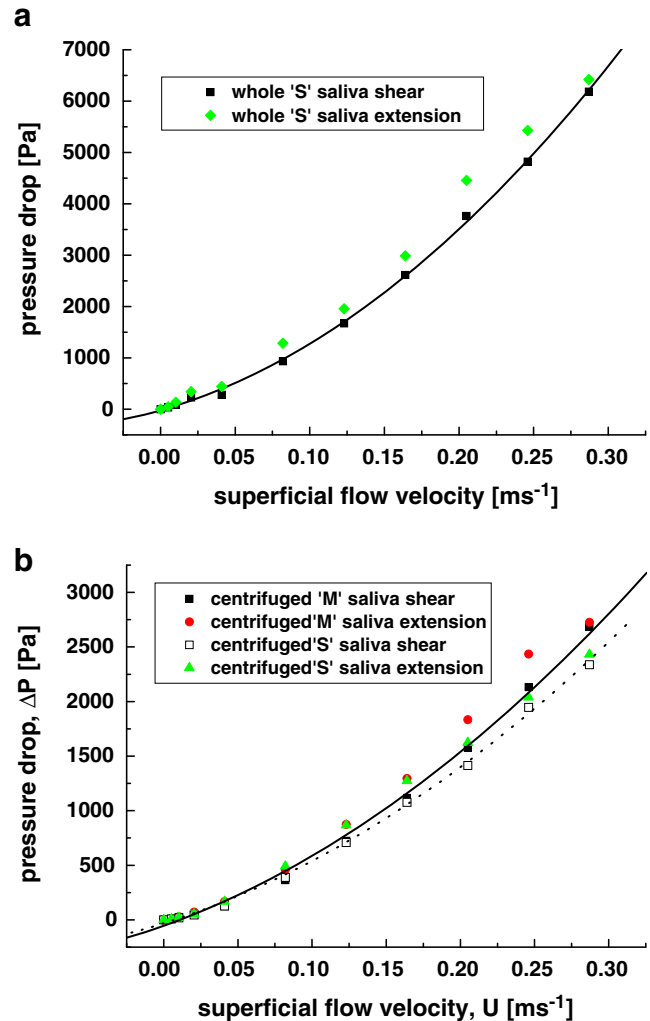 a
7000
6000
5000
4000
3000
2000
1000
0
pressure drop [Pa]
whole 'S' saliva shear
whole 'S' saliva extension
0.00 0.05 0.10 0.15 0.20 0.25 0.30
superficial flow velocity [ms⁻¹]
b
3000
2500
2000
1500
1000
500
0
pressure drop, ΔP [Pa]
centrifuged 'M' saliva shear
centrifuged'M' saliva extension
centrifuged'S' saliva shear
centrifuged'S' saliva extension
0.00 0.05 0.10 0.15 0.20 0.25 0.30
superficial flow velocity, U [ms⁻¹]